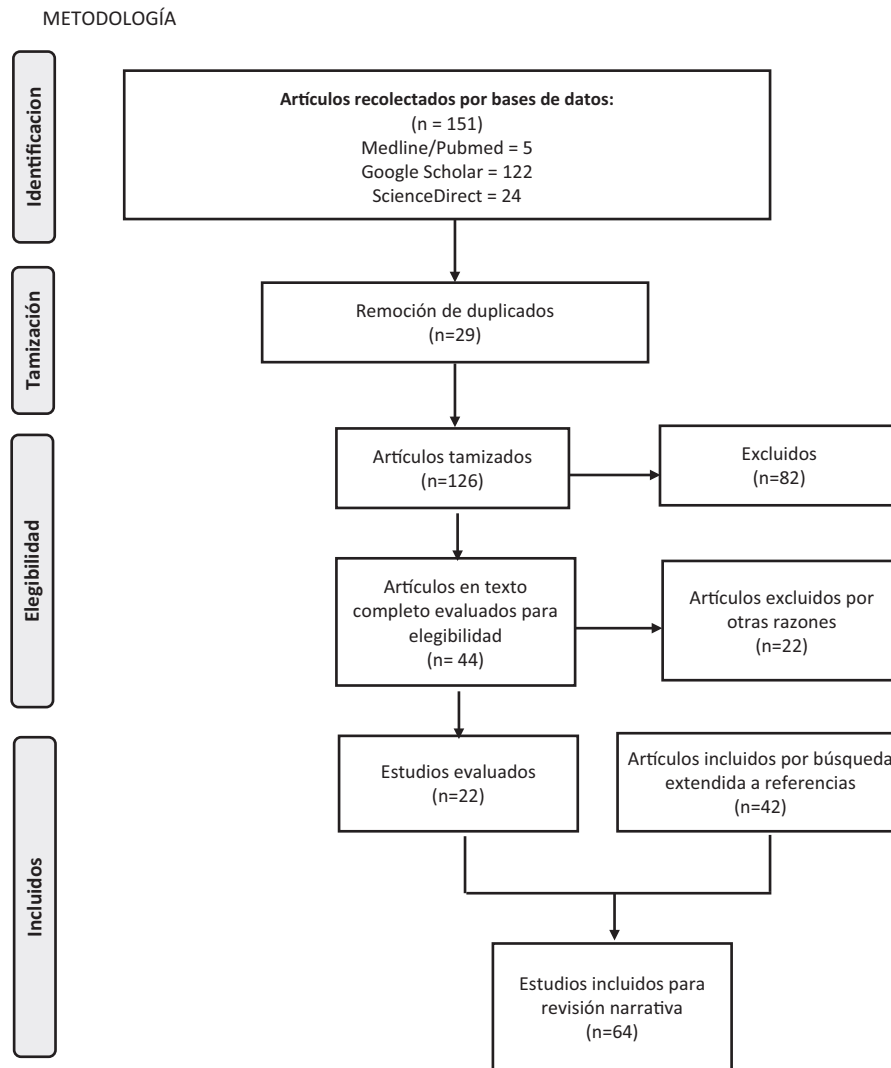 METODOLOGÍA
Identificacion
Artículos recolectados por bases de datos:
(n = 151)
Medline/Pubmed = 5
Google Scholar = 122
ScienceDirect = 24
Tamización
Remoción de duplicados
(n=29)
Elegibilidad
Artículos tamizados
(n=126)
Excluidos
(n=82)
Artículos en texto
completo evaluados para
elegibilidad
(n= 44)
Artículos excluidos por
otras razones
(n=22)
Incluidos
Estudios evaluados
(n=22)
Artículos incluidos por búsqueda
extendida a referencias
(n=42)
Estudios incluidos para
revisión narrativa
(n=64)